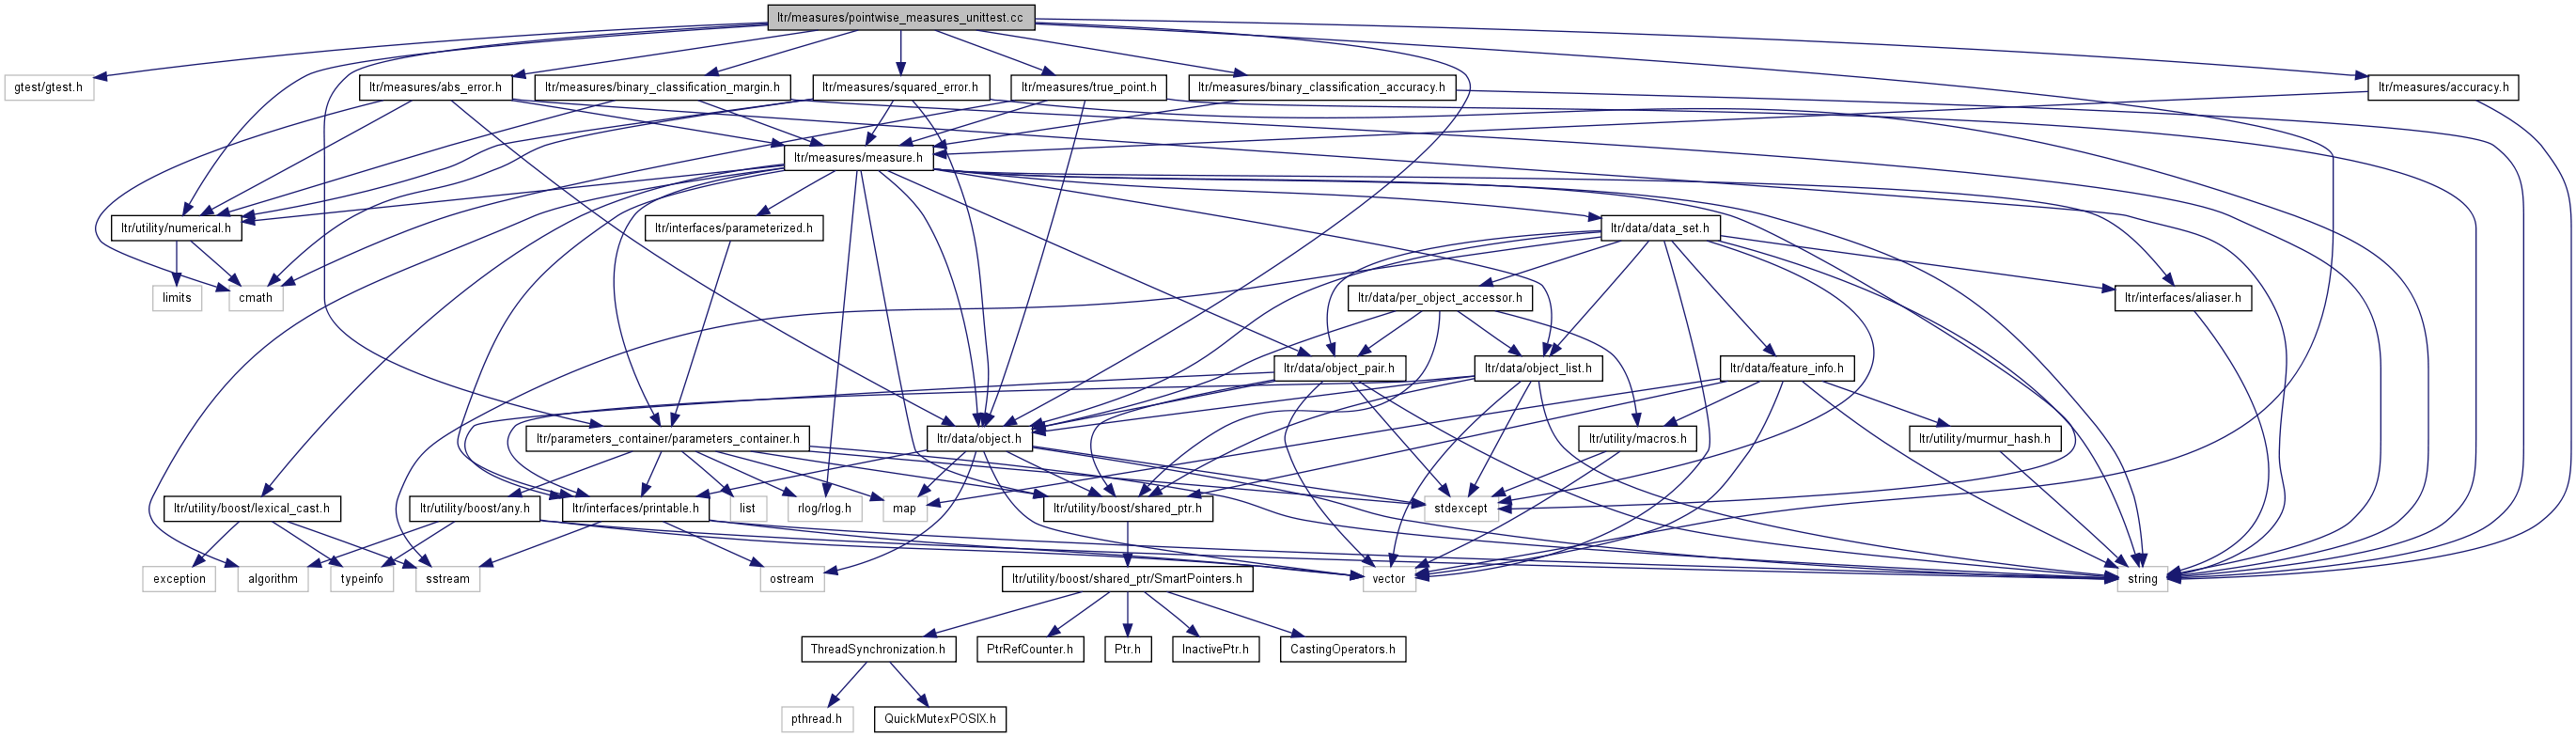 ltr/measures/pointwise_measures_unittest.cc
gtest/gtest.h
ltr/measures/abs_error.h
ltr/measures/binary_classification_margin.h
ltr/measures/squared_error.h
ltr/measures/true_point.h
ltr/measures/binary_classification_accuracy.h
ltr/measures/accuracy.h
ltr/measures/measure.h
ltr/utility/numerical.h
ltr/interfaces/parameterized.h
ltr/data/data_set.h
limits
cmath
ltr/data/per_object_accessor.h
ltr/interfaces/aliaser.h
ltr/data/object_pair.h
ltr/data/object_list.h
ltr/data/feature_info.h
ltr/parameters_container/parameters_container.h
ltr/data/object.h
ltr/utility/macros.h
ltr/utility/murmur_hash.h
ltr/utility/boost/lexical_cast.h
ltr/utility/boost/any.h
ltr/interfaces/printable.h
list
rlog/rlog.h
map
ltr/utility/boost/shared_ptr.h
stdexcept
exception
algorithm
typeinfo
sstream
ostream
ltr/utility/boost/shared_ptr/SmartPointers.h
vector
string
ThreadSynchronization.h
PtrRefCounter.h
Ptr.h
InactivePtr.h
CastingOperators.h
pthread.h
QuickMutexPOSIX.h